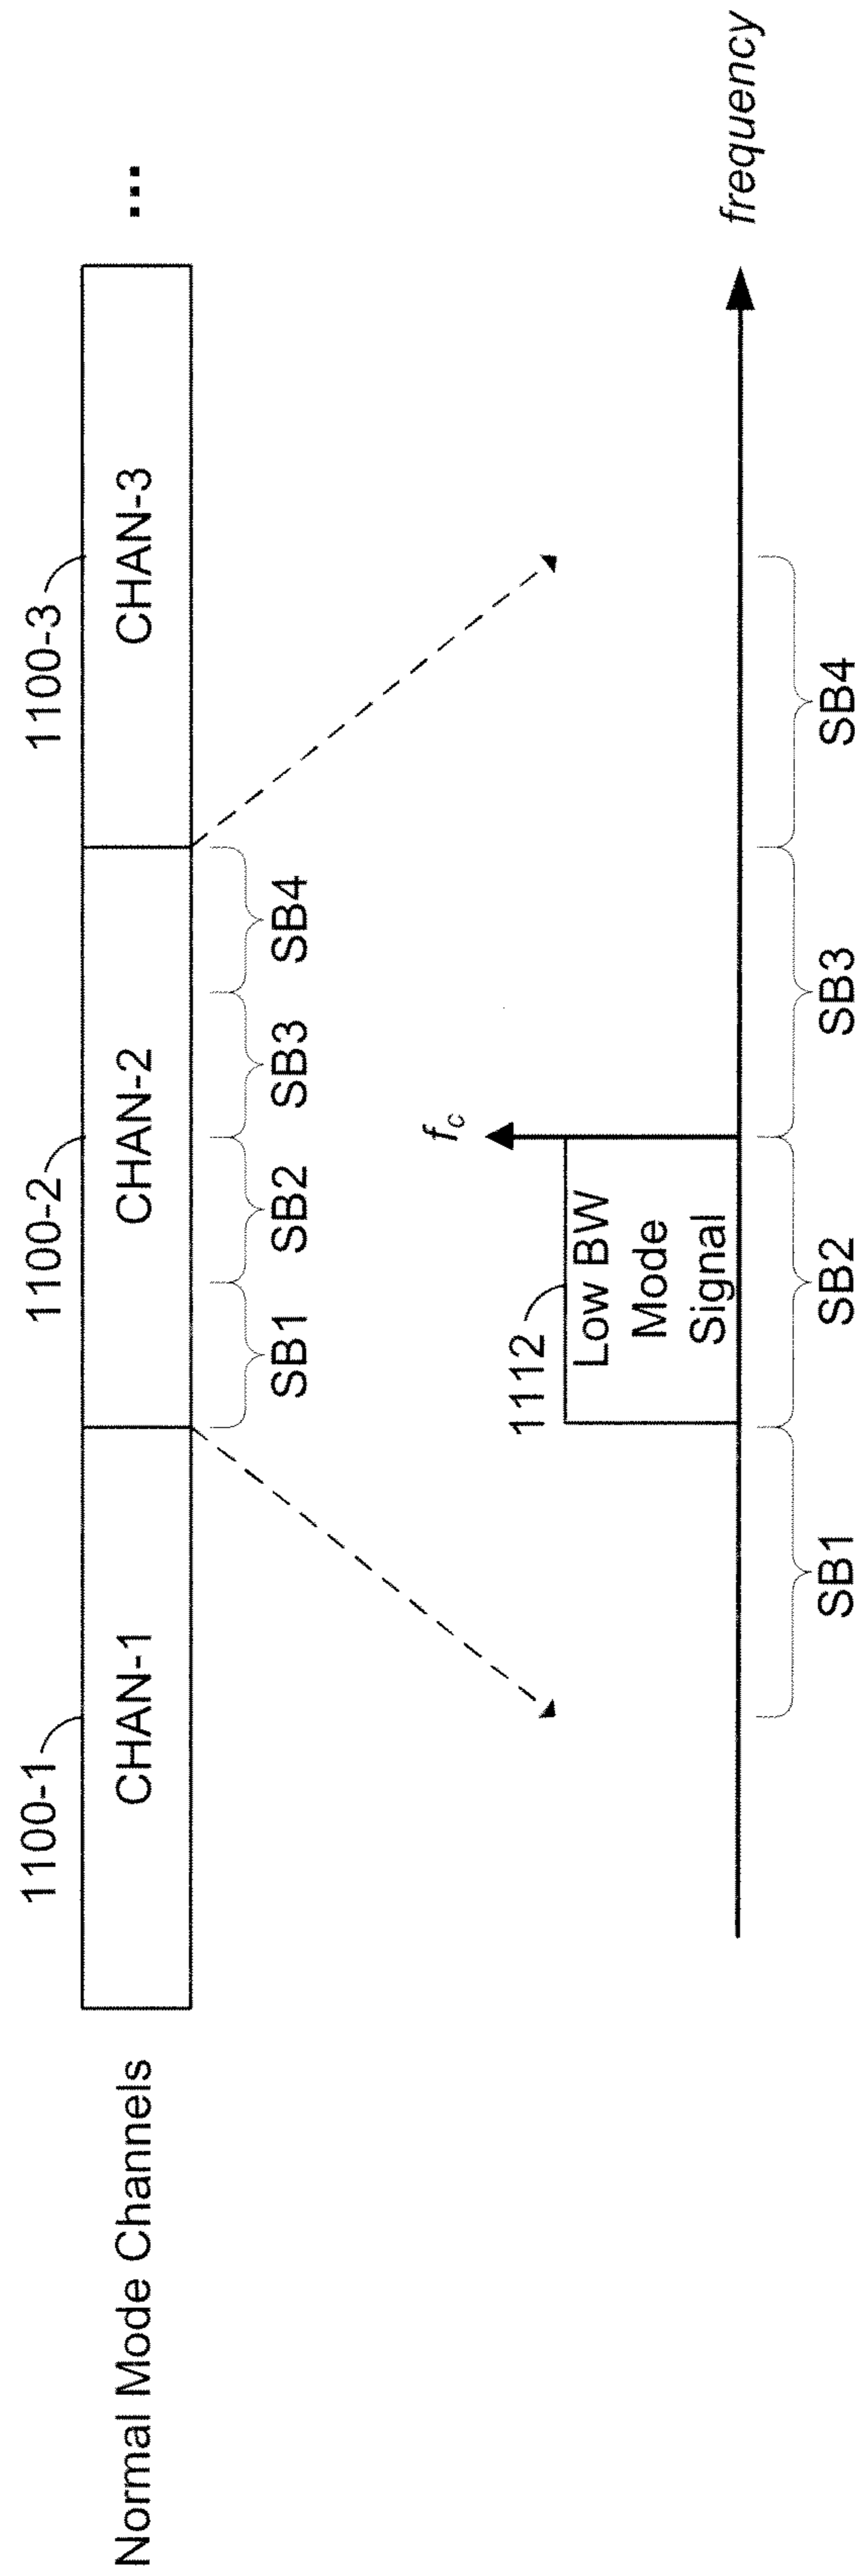 1100-1
1100-2
1100-3
Normal Mode Channels
CHAN-1
CHAN-2
CHAN-3
...
SB1
SB2
SB3
SB4
fc
1112
Low BW
Mode
Signal
frequency
SB1
SB2
SB3
SB4